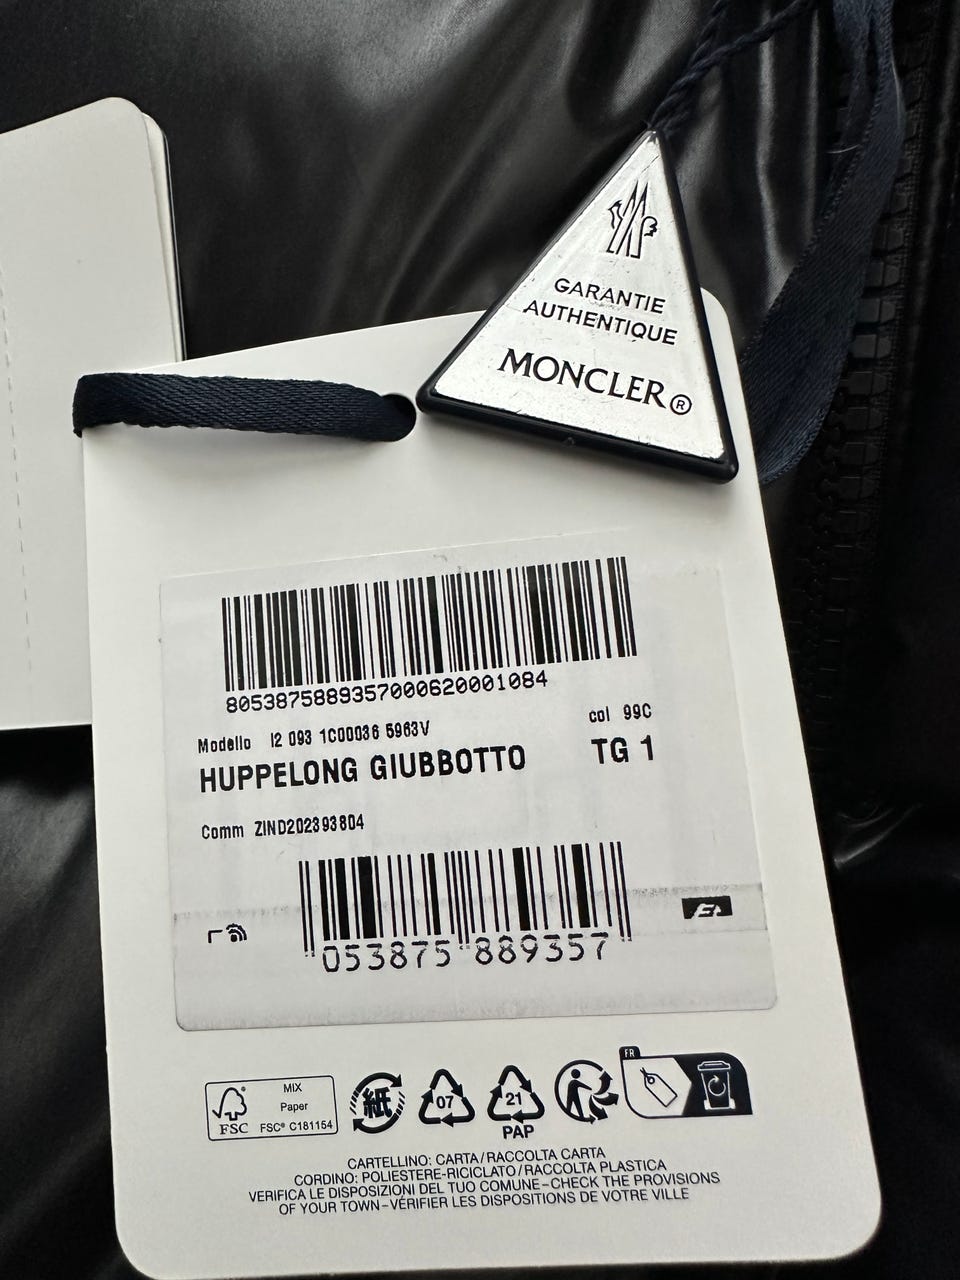 GARANTIE
AUTHENTIQUE
MONCLER®
8053875889357000620001084
Modello I2 093 1C00036 5963V
col 99C
HUPPELONG GIUBBOTTO
TG 1
Comm ZIND202393804
053875 889357
FSC
MIX
Paper
FSC® C181154
紙
07
21
PAP
FR
CARTELLINO: CARTA/RACCOLTA CARTA
CORDINO: POLIESTERE-RICICLATO/RACCOLTA PLASTICA
VERIFICA LE DISPOSIZIONI DEL TUO COMUNE–CHECK THE PROVISIONS
OF YOUR TOWN–VÉRIFIER LES DISPOSITIONS DE VOTRE VILLE